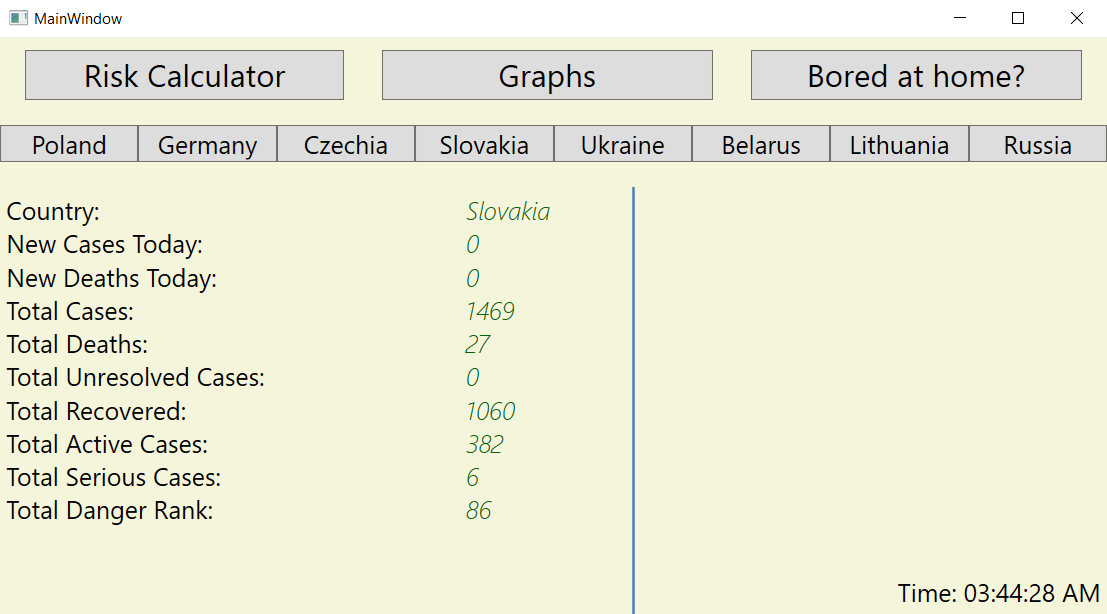 MainWindow
Risk Calculator Graphs Bored at home?
Poland Germany Czechia Slovakia Ukraine Belarus Lithuania Russia
Country: Slovakia
New Cases Today: 0
New Deaths Today: 0
Total Cases: 1469
Total Deaths: 27
Total Unresolved Cases: 0
Total Recovered: 1060
Total Active Cases: 382
Total Serious Cases: 6
Total Danger Rank: 86
Time: 03:44:28 AM